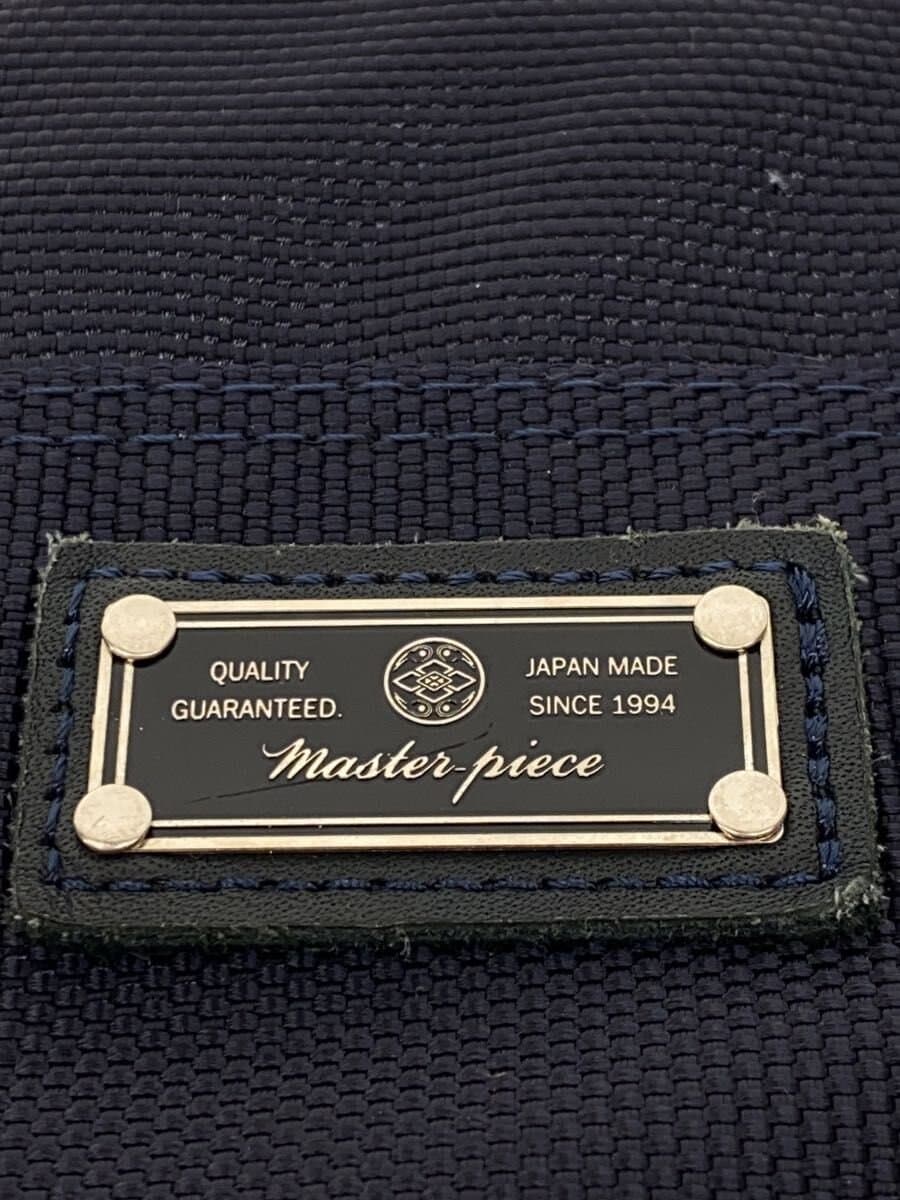 QUALITY
GUARANTEED.
JAPAN MADE
SINCE 1994
Master-piece